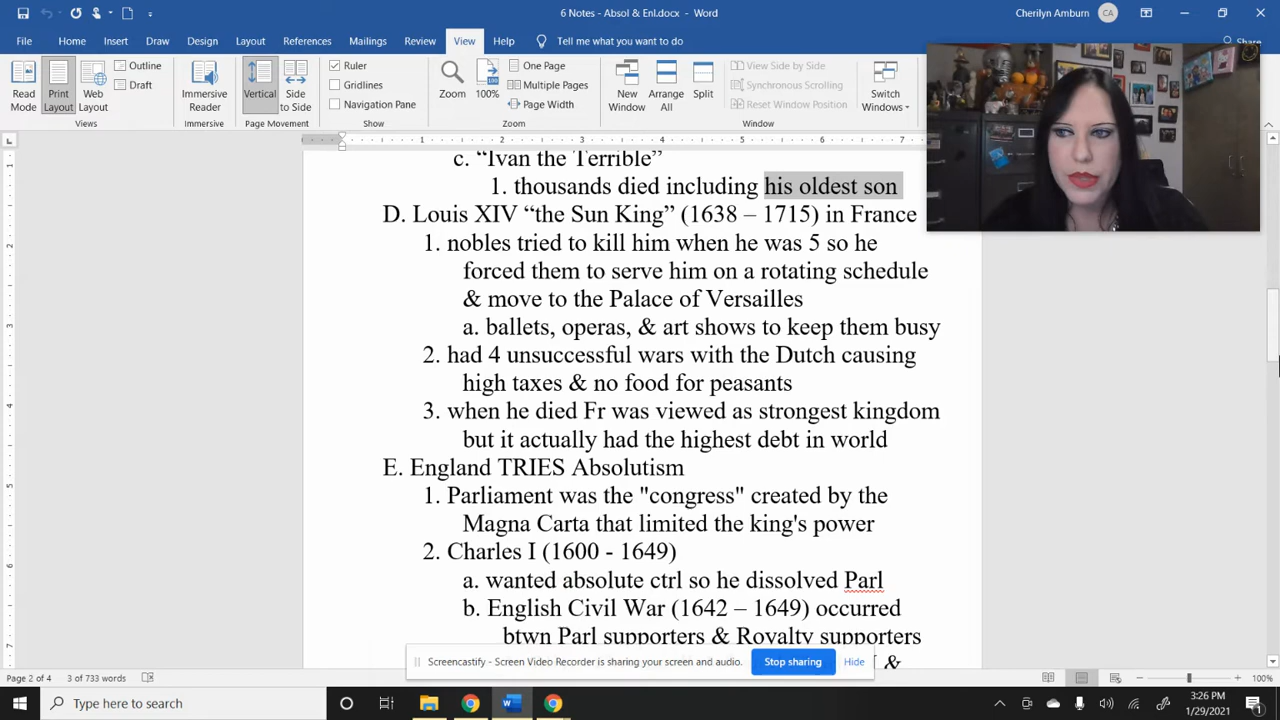 6 Notes - Absol & Enl.docx - Word
Cherilyn Amburn
CA
File Home Insert Draw Design Layout References Mailings Review View Help Tell me what you want to do
Share
Read Mode
Print Layout
Web Layout
Outline
Draft
Views
Immersive Reader
Immersive
Vertical
Side to Side
Page Movement
Ruler
Gridlines
Navigation Pane
Show
Zoom
100%
One Page
Multiple Pages
Page Width
Zoom
New Window
Arrange All
Split
View Side by Side
Synchronous Scrolling
Reset Window Position
Window
Switch Windows
1 2 3 4 5 6 7
c. “Ivan the Terrible”
1. thousands died including his oldest son
D. Louis XIV “the Sun King” (1638 – 1715) in France
1. nobles tried to kill him when he was 5 so he
forced them to serve him on a rotating schedule
& move to the Palace of Versailles
a. ballets, operas, & art shows to keep them busy
2. had 4 unsuccessful wars with the Dutch causing
high taxes & no food for peasants
3. when he died Fr was viewed as strongest kingdom
but it actually had the highest debt in world
E. England TRIES Absolutism
1. Parliament was the "congress" created by the
Magna Carta that limited the king's power
2. Charles I (1600 - 1649)
a. wanted absolute ctrl so he dissolved Parl
b. English Civil War (1642 – 1649) occurred
btwn Parl supporters & Royalty supporters
&
Screencastify - Screen Video Recorder is sharing your screen and audio.
Stop sharing
Hide
Page 2 of 4 3 of 733 words
100%
Type here to search
3:26 PM
1/29/2021